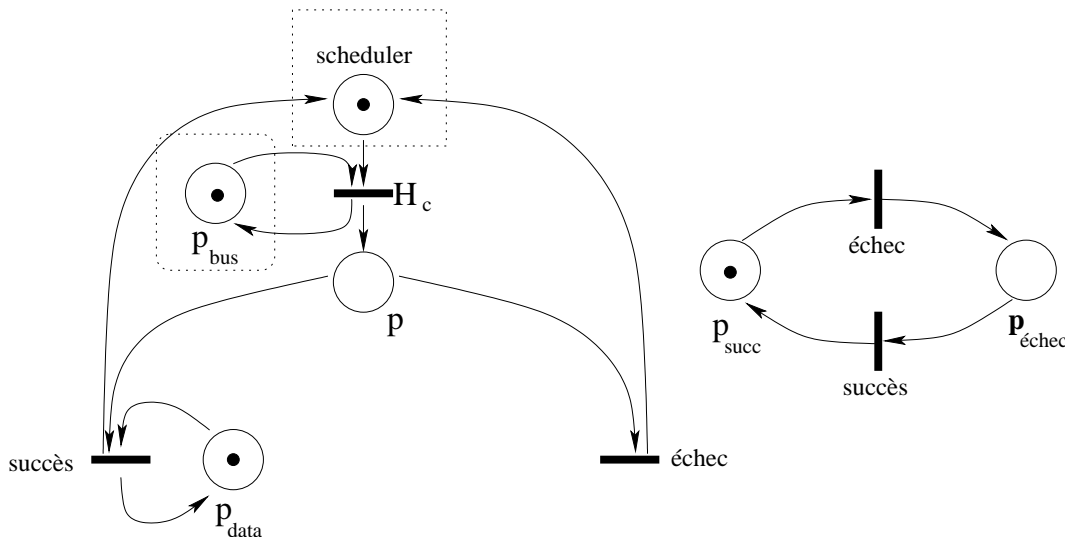 scheduler
H c
p bus
p
échec
p succ
p échec
succès
succès
p data
échec